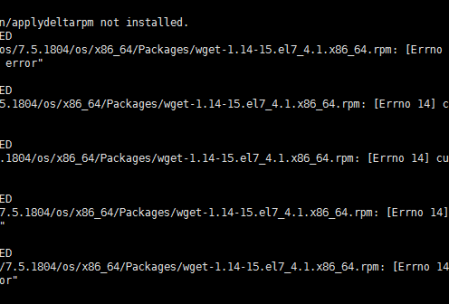 n/applydeltarpm not installed.
ED
os/7.5.1804/os/x86_64/Packages/wget-1.14-15.el7_4.1.x86_64.rpm: [Errno
error"
ED
5.1804/os/x86_64/Packages/wget-1.14-15.el7_4.1.x86_64.rpm: [Errno 14] c
ED
.1804/os/x86_64/Packages/wget-1.14-15.el7_4.1.x86_64.rpm: [Errno 14] cu
ED
7.5.1804/os/x86_64/Packages/wget-1.14-15.el7_4.1.x86_64.rpm: [Errno 14]
"
ED
/7.5.1804/os/x86_64/Packages/wget-1.14-15.el7_4.1.x86_64.rpm: [Errno 14
or"